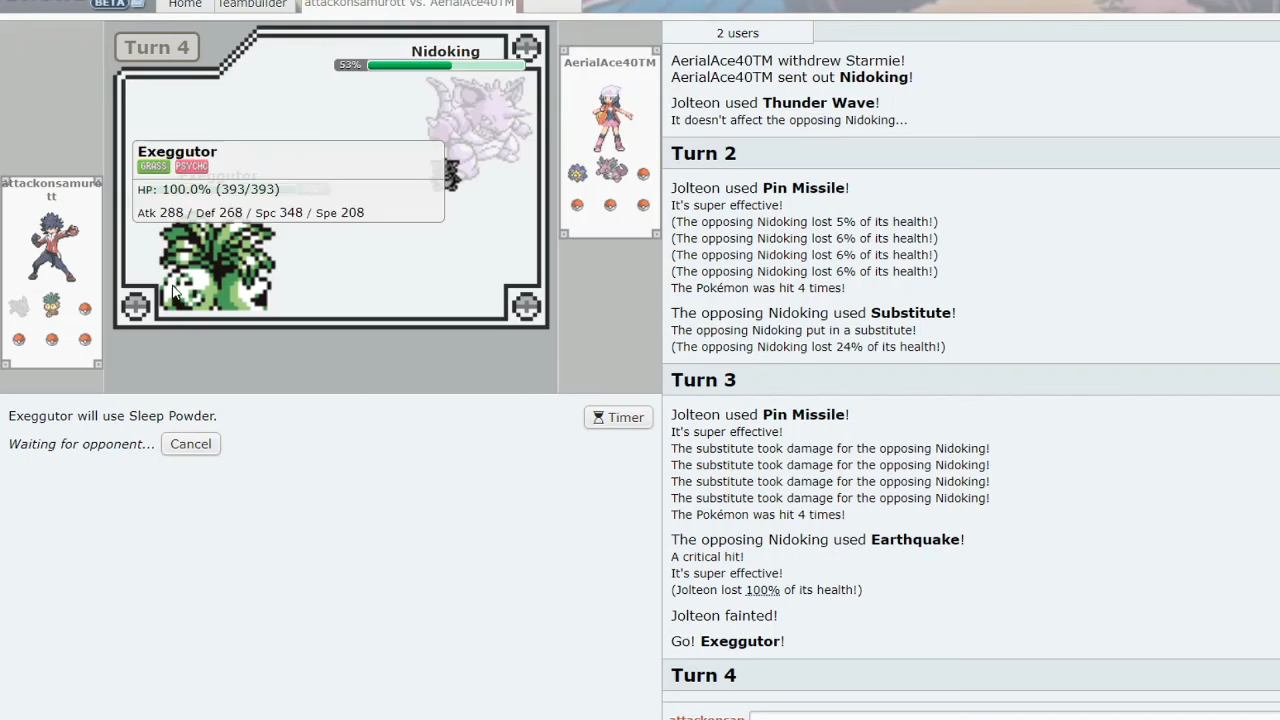 BETA
Home
Teambuilder
attackonsamurott vs. AerialAce40TM
Turn 4
Nidoking
53%
Exeggutor
GRASS PSYCHC
HP: 100.0% (393/393)
Atk 288 / Def 268 / Spc 348 / Spe 208
attackonsamuro
tt
AerialAce40TM
Exeggutor will use Sleep Powder.
Waiting for opponent...
Cancel
Timer
2 users
AerialAce40TM withdrew Starmie!
AerialAce40TM sent out Nidoking!
Jolteon used Thunder Wave!
It doesn't affect the opposing Nidoking...
Turn 2
Jolteon used Pin Missile!
It's super effective!
(The opposing Nidoking lost 5% of its health!)
(The opposing Nidoking lost 6% of its health!)
(The opposing Nidoking lost 6% of its health!)
(The opposing Nidoking lost 6% of its health!)
The Pokémon was hit 4 times!
The opposing Nidoking used Substitute!
The opposing Nidoking put in a substitute!
(The opposing Nidoking lost 24% of its health!)
Turn 3
Jolteon used Pin Missile!
It's super effective!
The substitute took damage for the opposing Nidoking!
The substitute took damage for the opposing Nidoking!
The substitute took damage for the opposing Nidoking!
The substitute took damage for the opposing Nidoking!
The Pokémon was hit 4 times!
The opposing Nidoking used Earthquake!
A critical hit!
It's super effective!
(Jolteon lost 100% of its health!)
Jolteon fainted!
Go! Exeggutor!
Turn 4